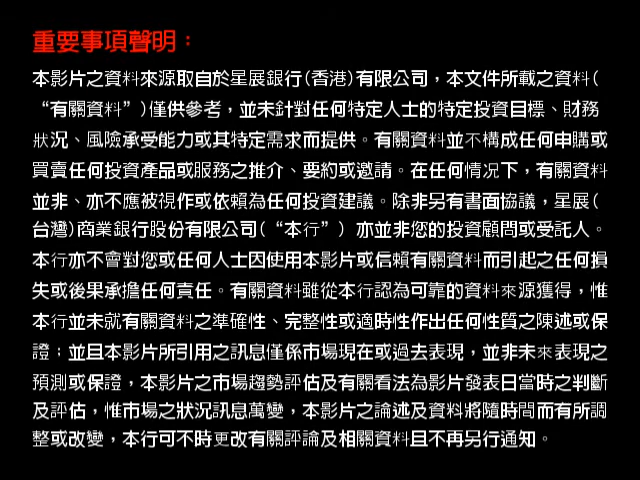 重要事項聲明：
本影片之資料來源取自於星展銀行(香港)有限公司，本文件所載之資料(
“有關資料”)僅供參考，並未針對任何特定人士的特定投資目標、財務
狀況、風險承受能力或其特定需求而提供。有關資料並不構成任何申購或
買賣任何投資產品或服務之推介、要約或邀請。在任何情况下，有關資料
並非、亦不應被視作或依賴為任何投資建議。除非另有書面協議，星展(
台灣)商業銀行股份有限公司(“本行”) 亦並非您的投資顧問或受託人。
本行亦不會對您或任何人士因使用本影片或信賴有關資料而引起之任何損
失或後果承擔任何責任。有關資料雖從本行認為可靠的資料來源獲得，惟
本行並未就有關資料之準確性、完整性或適時性作出任何性質之陳述或保
證；並且本影片所引用之訊息僅係市場現在或過去表現，並非未來表現之
預測或保證，本影片之市場趨勢評估及有關看法為影片發表日當時之判斷
及評估，惟市場之狀況訊息萬變，本影片之論述及資料將隨時間而有所調
整或改變，本行可不時更改有關評論及相關資料且不再另行通知。